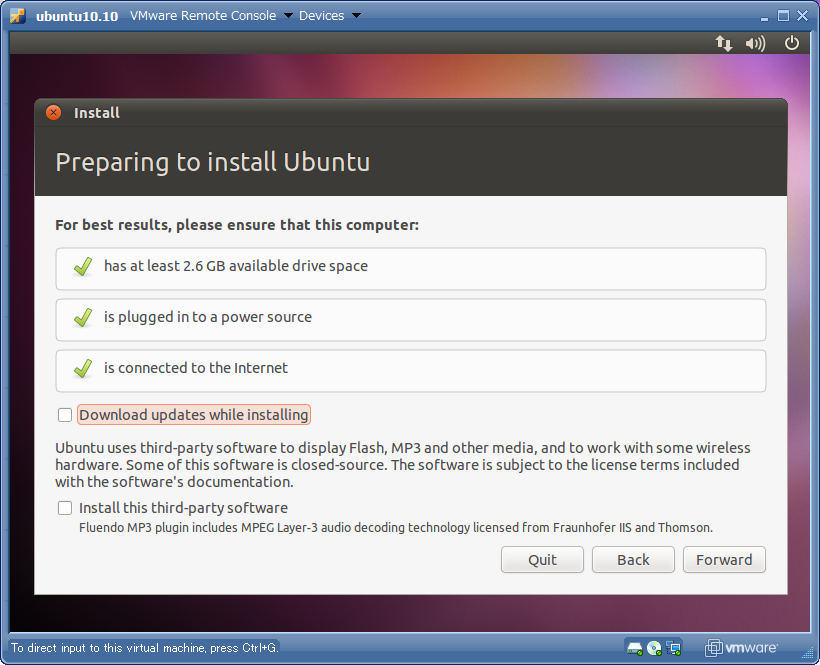 ubuntu10.10 VMware Remote Console Devices
Install
Preparing to install Ubuntu
For best results, please ensure that this computer:
has at least 2.6 GB available drive space
is plugged in to a power source
is connected to the Internet
Download updates while installing
Ubuntu uses third-party software to display Flash, MP3 and other media, and to work with some wireless
hardware. Some of this software is closed-source. The software is subject to the license terms included
with the software's documentation.
Install this third-party software
Fluendo MP3 plugin includes MPEG Layer-3 audio decoding technology licensed from Fraunhofer IIS and Thomson.
Quit Back Forward
To direct input to this virtual machine, press Ctrl+G. vmware